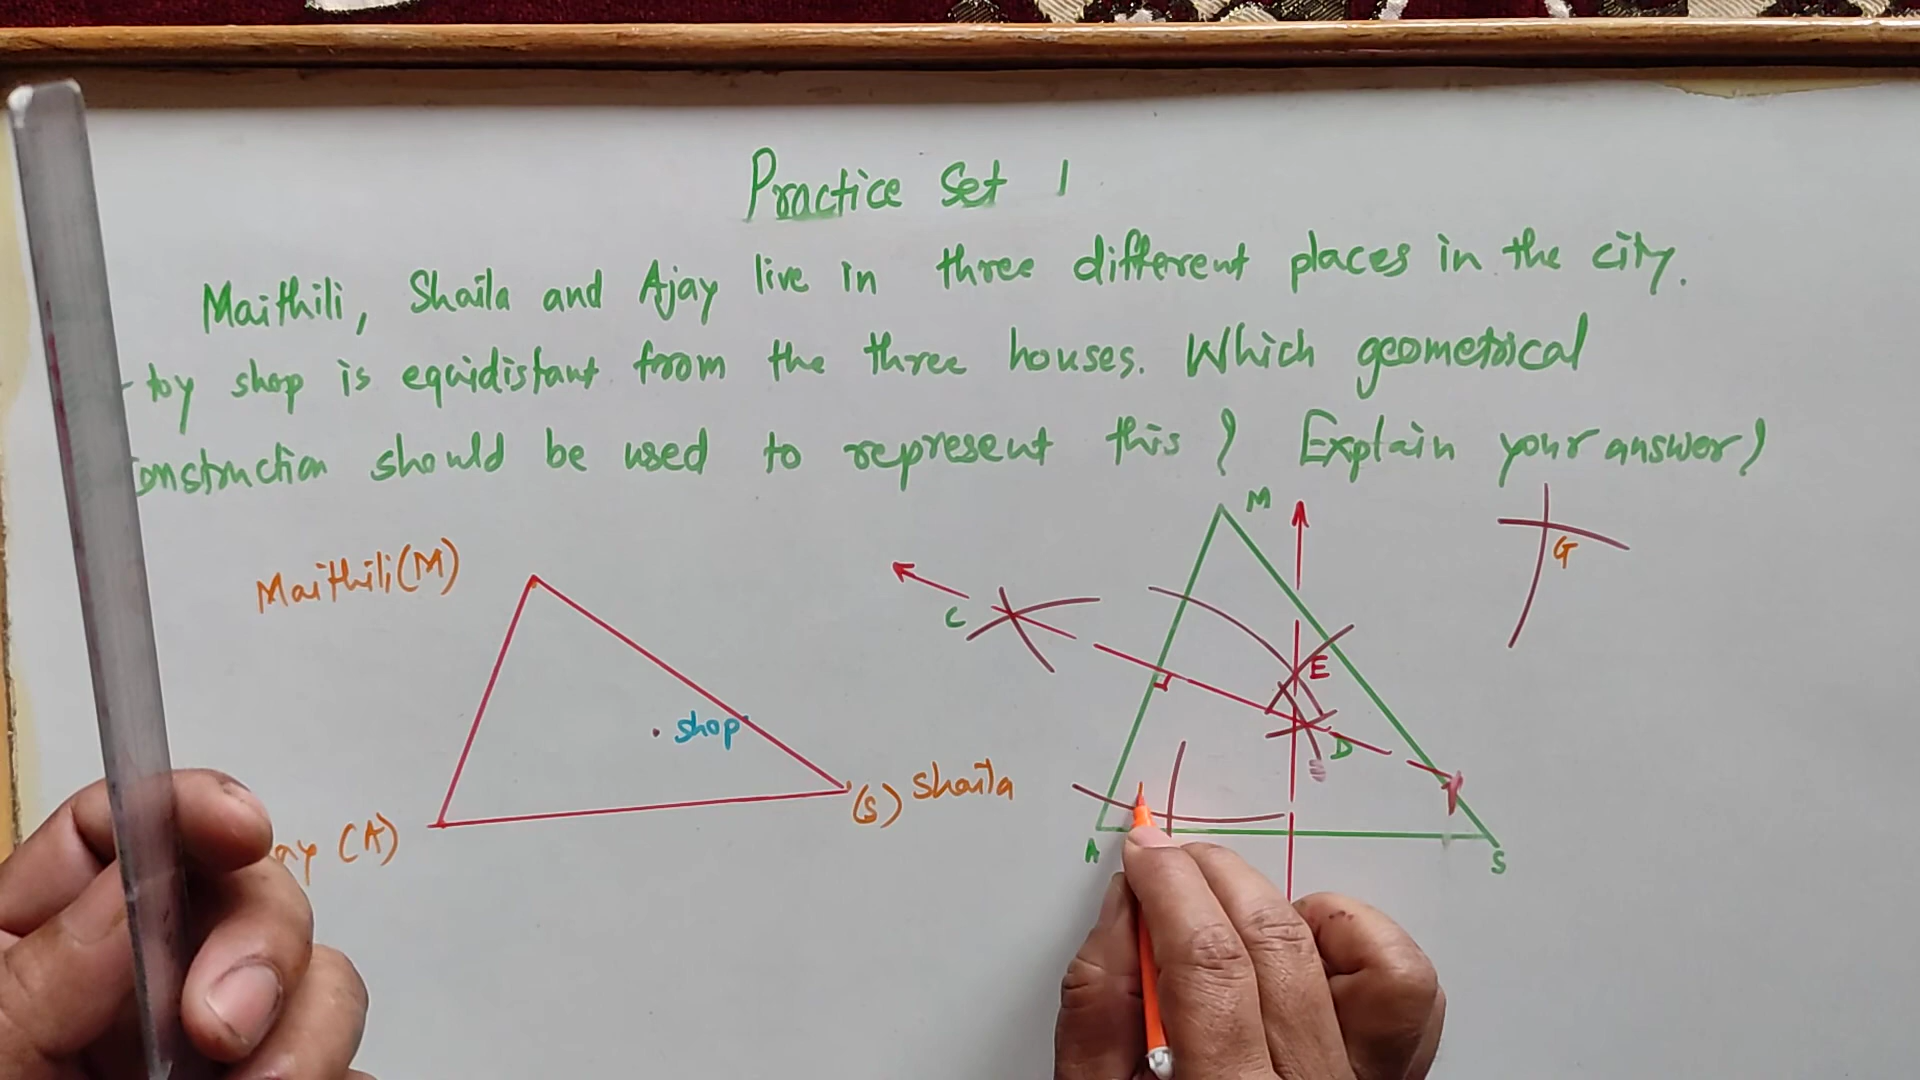 Practice Set 1
Maithili, Shaila and Ajay live in three different places in the city.
toy shop is equidistant from the three houses. Which geometrical
onstruction should be used to represent this? Explain your answer?
Maithili(M)
shop
(S) Shaila
ay (A)
M
G
C
E
D
A
S